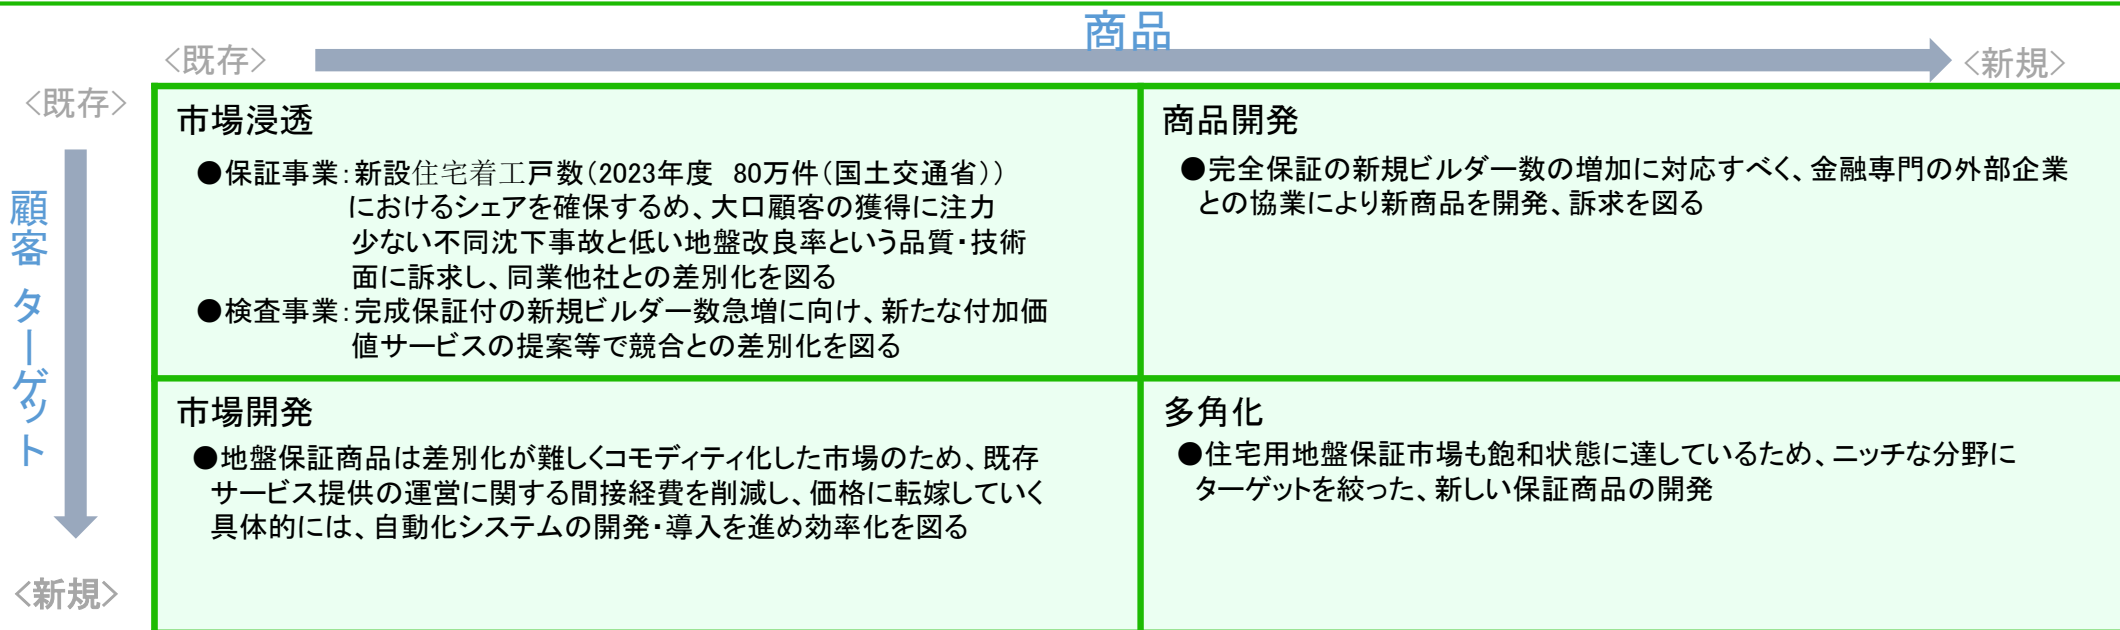 商品
<既存>
<新規>
<既存>
顧客 ターゲット
<新規>
市場浸透
●保証事業：新設住宅着工戸数（2023年度　80万件（国土交通省））
におけるシェアを確保するめ、大口顧客の獲得に注力
少ない不同沈下事故と低い地盤改良率という品質・技術
面に訴求し、同業他社との差別化を図る
●検査事業：完成保証付の新規ビルダー数急増に向け、新たな付加価
値サービスの提案等で競合との差別化を図る
商品開発
●完全保証の新規ビルダー数の増加に対応すべく、金融専門の外部企業
との協業により新商品を開発、訴求を図る
市場開発
●地盤保証商品は差別化が難しくコモディティ化した市場のため、既存
サービス提供の運営に関する間接経費を削減し、価格に転嫁していく
具体的には、自動化システムの開発・導入を進め効率化を図る
多角化
●住宅用地盤保証市場も飽和状態に達しているため、ニッチな分野に
ターゲットを絞った、新しい保証商品の開発